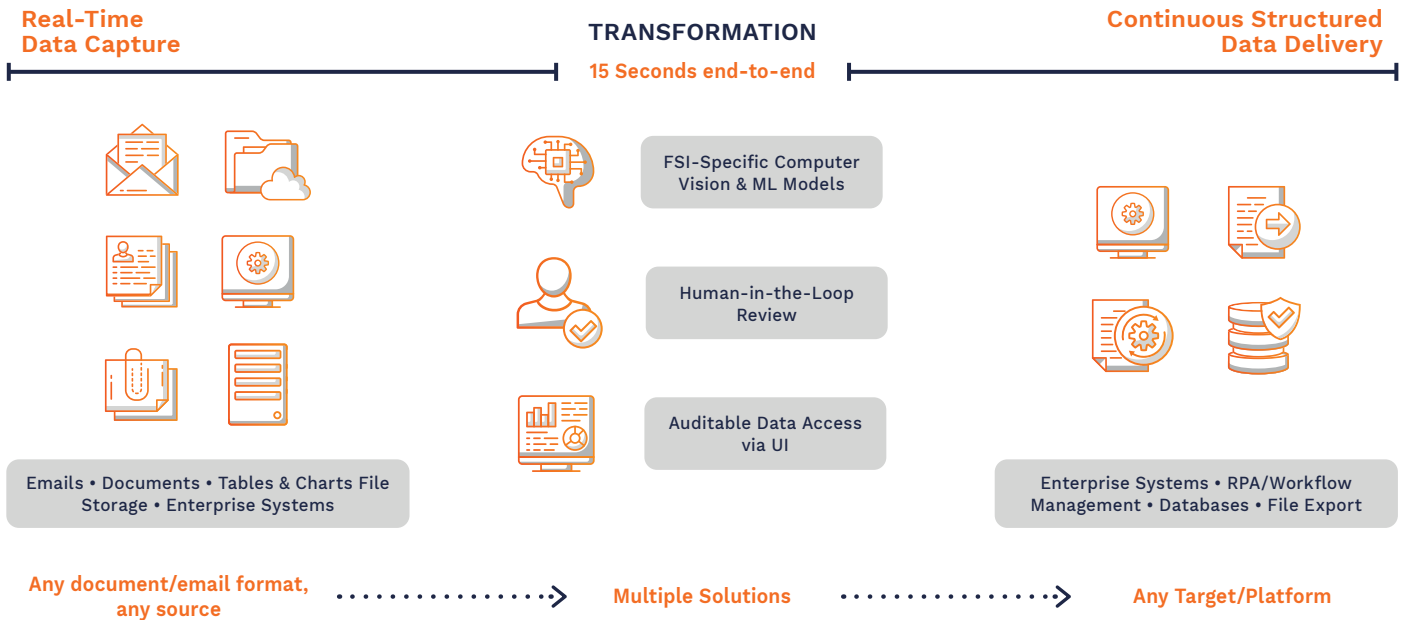 Real-Time
Data Capture
TRANSFORMATION
15 Seconds end-to-end
Continuous Structured
Data Delivery
FSI-Specific Computer
Vision & ML Models
Human-in-the-Loop
Review
Auditable Data Access
via UI
Emails • Documents • Tables & Charts File
Storage • Enterprise Systems
Enterprise Systems • RPA/Workflow
Management • Databases • File Export
Any document/email format,
any source
Multiple Solutions
Any Target/Platform